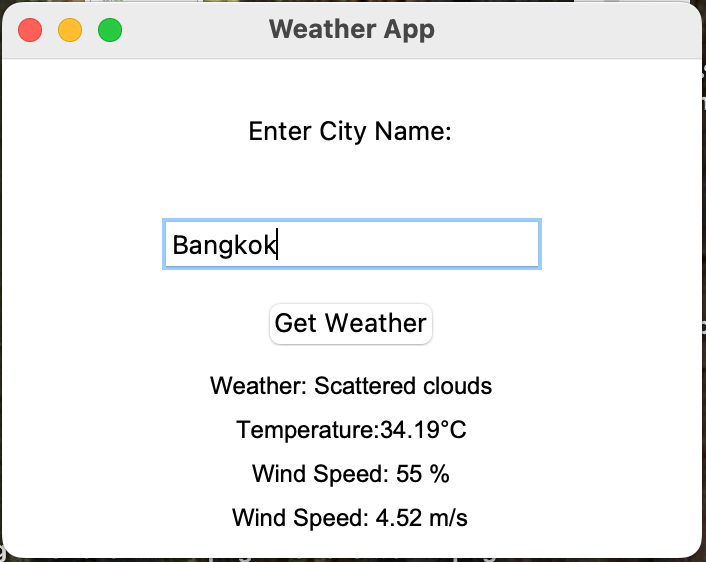 Weather App
Enter City Name:
Bangkok
Get Weather
Weather: Scattered clouds
Temperature:34.19°C
Wind Speed: 55 %
Wind Speed: 4.52 m/s